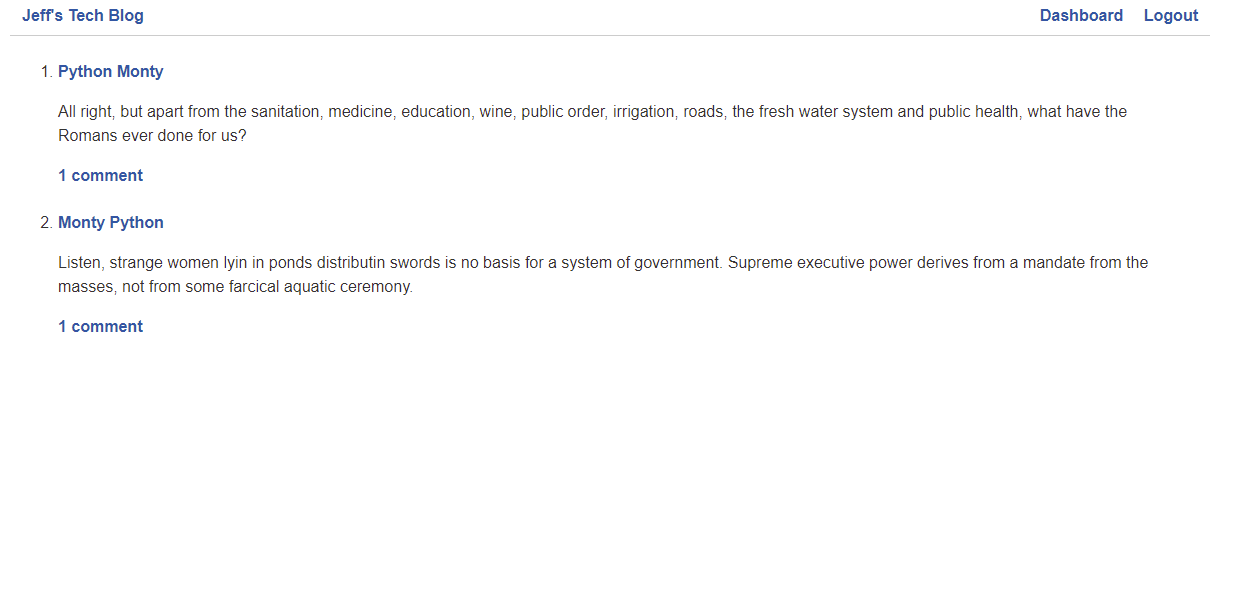 Jeff's Tech Blog
Dashboard Logout
1. Python Monty
All right, but apart from the sanitation, medicine, education, wine, public order, irrigation, roads, the fresh water system and public health, what have the
Romans ever done for us?
1 comment
2. Monty Python
Listen, strange women lyin in ponds distributin swords is no basis for a system of government. Supreme executive power derives from a mandate from the
masses, not from some farcical aquatic ceremony.
1 comment